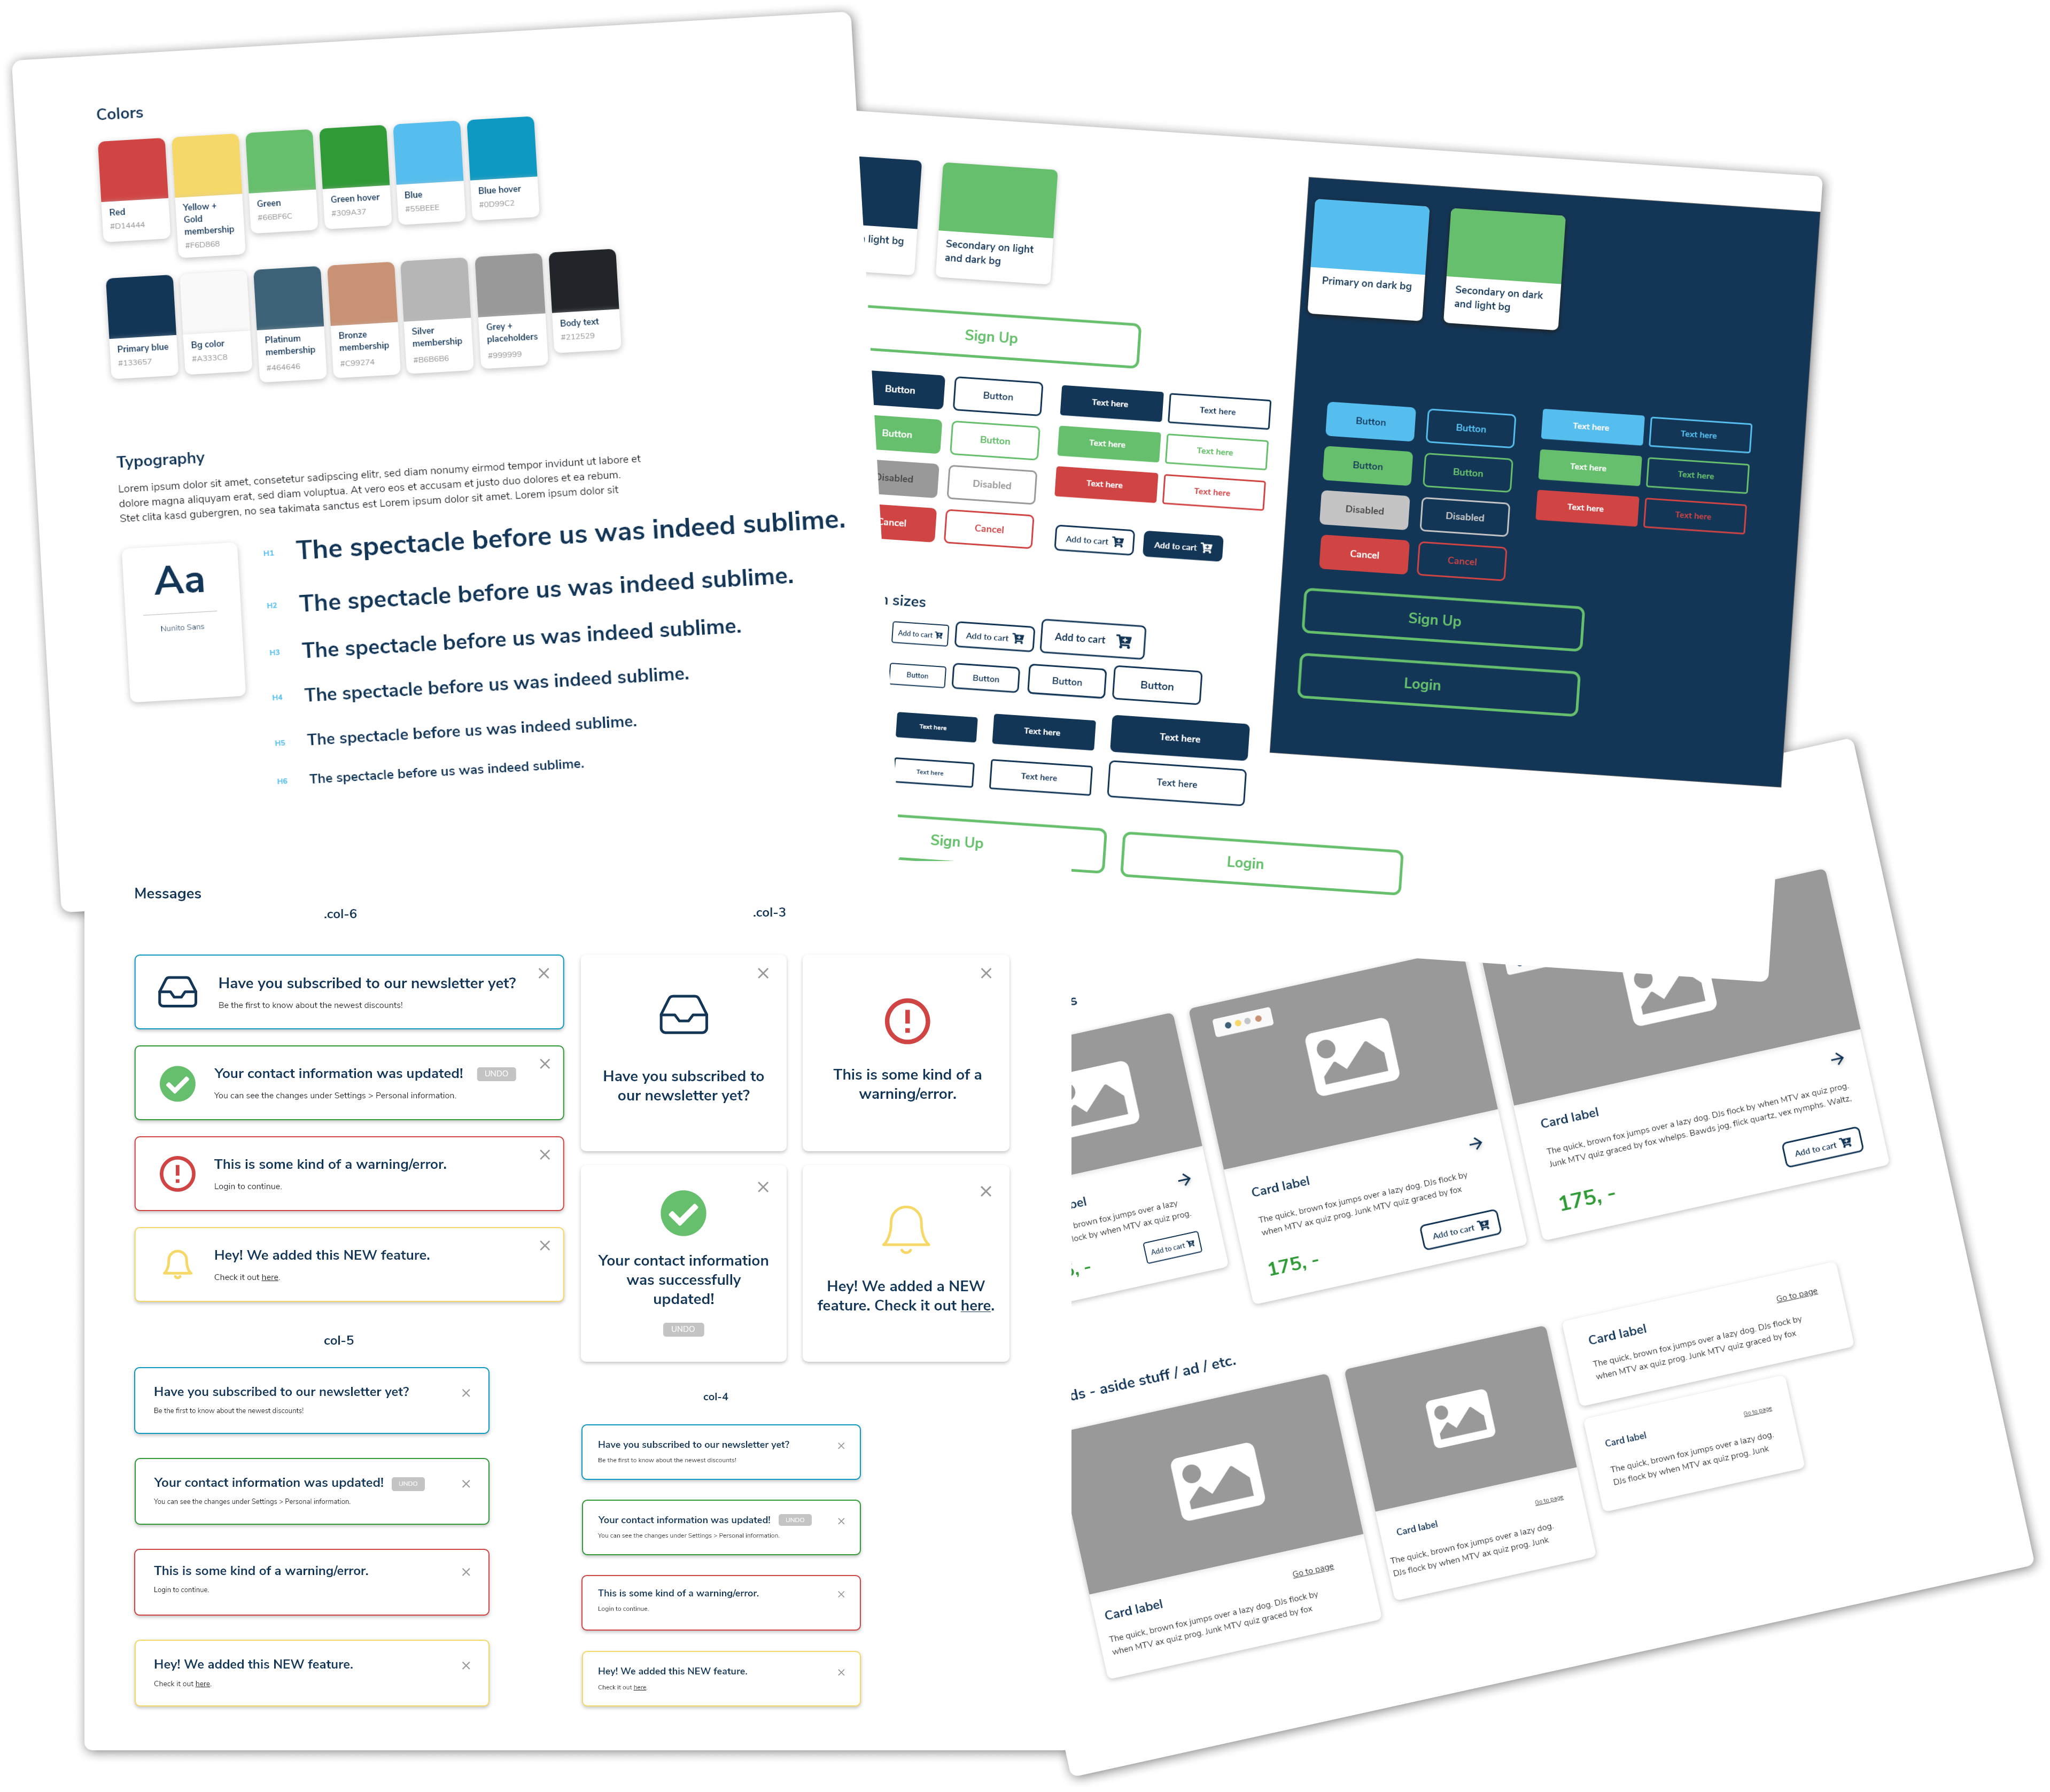 Colors
Red
#D14444
Yellow +
Gold
membership
#F6D868
Green
#66BF6C
Green hover
#309A37
Blue
#55BEEE
Blue hover
#0D99C2
Primary blue
#133657
Bg color
#A333C8
Platinum
membership
#464646
Bronze
membership
#C99274
Silver
membership
#B6B6B6
Grey +
placeholders
#999999
Body text
#212529
Typography
Lorem ipsum dolor sit amet, consetetur sadipscing elitr, sed diam nonumy eirmod tempor invidunt ut labore et
dolore magna aliquyam erat, sed diam voluptua. At vero eos et accusam et justo duo dolores et ea rebum.
Stet clita kasd gubergren, no sea takimata sanctus est Lorem ipsum dolor sit amet. Lorem ipsum dolor sit
Aa
Nunito Sans
H1 The spectacle before us was indeed sublime.
H2 The spectacle before us was indeed sublime.
H3 The spectacle before us was indeed sublime.
H4 The spectacle before us was indeed sublime.
H5 The spectacle before us was indeed sublime.
H6 The spectacle before us was indeed sublime.
light bg
Secondary on light
and dark bg
Sign Up
Button Button Text here Text here
Button Button Text here Text here
Disabled Disabled Text here Text here
Cancel Cancel Add to cart Add to cart
sizes
Add to cart Add to cart Add to cart
Button Button Button Button
Text here Text here Text here
Text here Text here Text here
Sign Up Login
Primary on dark bg
Secondary on dark
and light bg
Button Button Text here Text here
Button Button Text here Text here
Disabled Disabled Text here Text here
Cancel Cancel
Sign Up
Login
Messages
.col-6
Have you subscribed to our newsletter yet?
Be the first to know about the newest discounts!
Your contact information was updated! UNDO
You can see the changes under Settings > Personal information.
This is some kind of a warning/error.
Login to continue.
Hey! We added this NEW feature.
Check it out here.
.col-3
Have you subscribed to
our newsletter yet?
This is some kind of a
warning/error.
Your contact information
was successfully
updated!
UNDO
Hey! We added a NEW
feature. Check it out here.
col-5
Have you subscribed to our newsletter yet?
Be the first to know about the newest discounts!
Your contact information was updated! UNDO
You can see the changes under Settings > Personal information.
This is some kind of a warning/error.
Login to continue.
Hey! We added this NEW feature.
Check it out here.
col-4
Have you subscribed to our newsletter yet?
Be the first to know about the newest discounts!
Your contact information was updated! UNDO
You can see the changes under Settings > Personal information.
This is some kind of a warning/error.
Login to continue.
Hey! We added this NEW feature.
Check it out here.
brown fox jumps over a lazy
flock by when MTV ax quiz prog.
Add to cart
Card label
The quick, brown fox jumps over a lazy dog. DJs flock by
when MTV ax quiz prog. Junk MTV quiz graced by fox
175, -
Add to cart
Card label
The quick, brown fox jumps over a lazy dog. DJs flock by when MTV ax quiz prog.
Junk MTV quiz graced by fox whelps. Bawds jog, flick quartz, vex nymphs. Waltz,
175, -
Add to cart
- aside stuff / ad / etc.
Go to page
Card label
The quick, brown fox jumps over a lazy dog. DJs flock by
when MTV ax quiz prog. Junk MTV quiz graced by fox
Go to page
Card label
The quick, brown fox jumps over a lazy dog.
DJs flock by when MTV ax quiz prog. Junk
Go to page
Card label
The quick, brown fox jumps over a lazy dog. DJs flock by
when MTV ax quiz prog. Junk MTV quiz graced by fox
Go to page
Card label
The quick, brown fox jumps over a lazy dog.
DJs flock by when MTV ax quiz prog. Junk